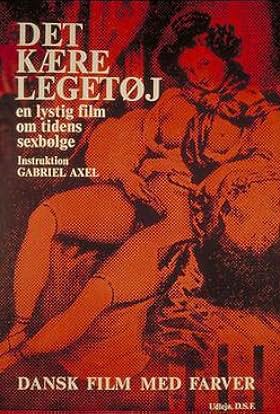 DET
KÆRE
LEGETØJ
en lystig film
om tidens
sexbølge
Instruktion
GABRIEL AXEL
DANSK FILM MED FARVER
Udlejn. D.S.F.